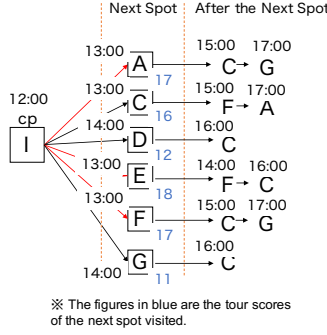 Next Spot After the Next Spot
13:00 15:00 17:00
A C G
17
12:00 13:00 15:00 17:00
cp C F A
16
I 14:00 16:00
D C
12
13:00 14:00 16:00
E F C
18
13:00 15:00 17:00
F C G
17
16:00
14:00 G C
11
※ The figures in blue are the tour scores
of the next spot visited.